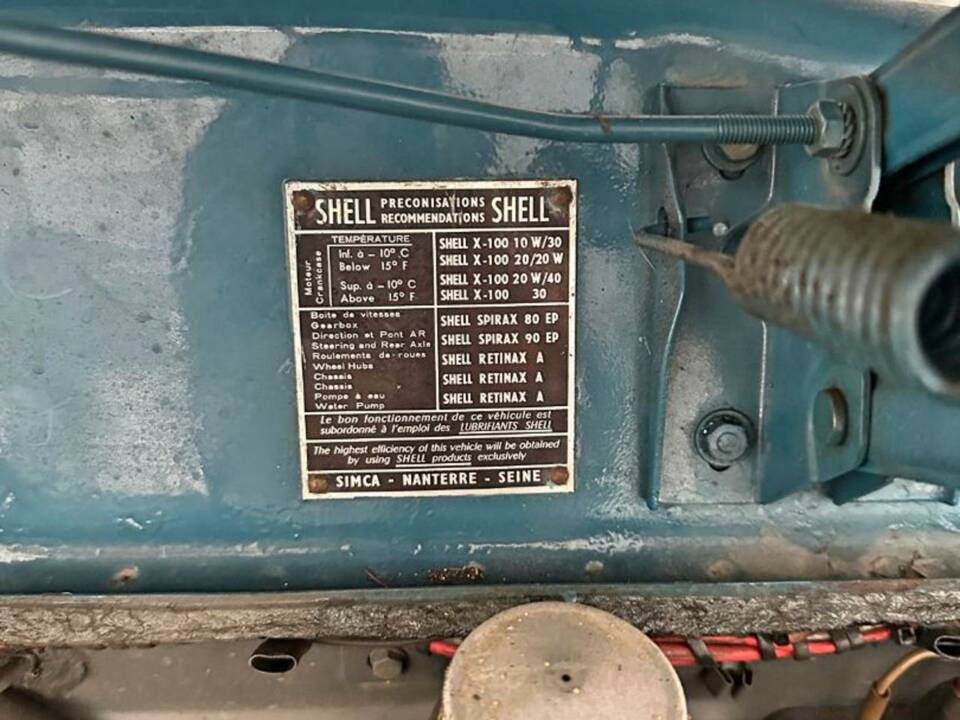 SHELL PRECONISATIONS RECOMMENDATIONS SHELL
TEMPÉRATURE
Moteur
Crankcase
Inf. à – 10° C
Below 15° F
Sup. à – 10° C
Above 15° F
SHELL X-100 10 W/30
SHELL X-100 20/20 W
SHELL X-100 20 W/40
SHELL X-100 30
Boite de vitesses
Gearbox
SHELL SPIRAX 80 EP
Direction et Pont AR
Steering and Rear Axle
SHELL SPIRAX 90 EP
Roulements de roues
Wheel Hubs
SHELL RETINAX A
Chassis
Chassis
SHELL RETINAX A
Pompe à eau
Water Pump
SHELL RETINAX A
Le bon fonctionnement de ce véhicule est
subordonné à l'emploi des LUBRIFIANTS SHELL
The highest efficiency of this vehicle will be obtained
by using SHELL products exclusively
SIMCA - NANTERRE - SEINE